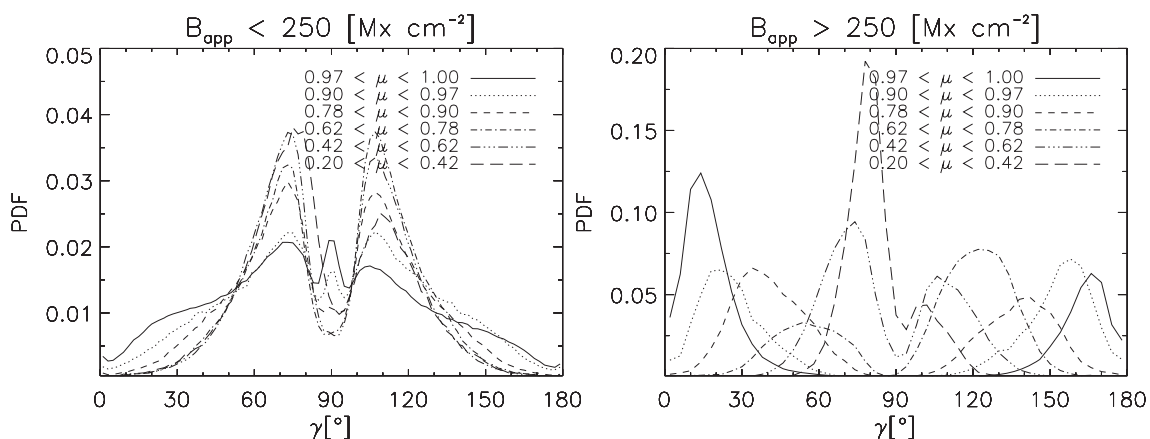 B_app < 250 [Mx cm⁻²]
0.05
0.04
0.03
0.02
0.01
PDF
0.97 < μ < 1.00
0.90 < μ < 0.97
0.78 < μ < 0.90
0.62 < μ < 0.78
0.42 < μ < 0.62
0.20 < μ < 0.42
0 30 60 90 120 150 180
γ[°]
B_app > 250 [Mx cm⁻²]
0.20
0.15
0.10
0.05
PDF
0.97 < μ < 1.00
0.90 < μ < 0.97
0.78 < μ < 0.90
0.62 < μ < 0.78
0.42 < μ < 0.62
0.20 < μ < 0.42
0 30 60 90 120 150 180
γ[°]